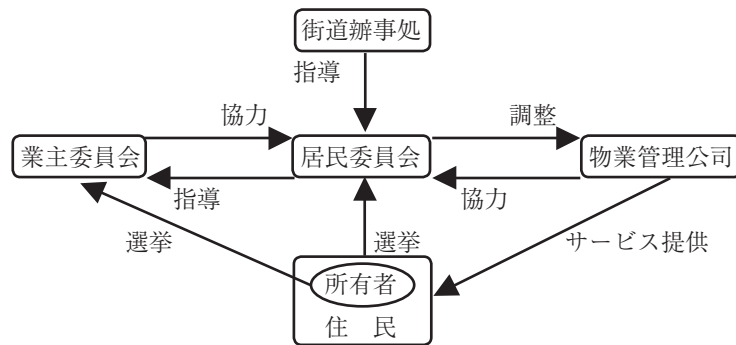 街道辦事処
指導
協力
調整
業主委員会
居民委員会
物業管理公司
指導
協力
選挙
選挙
サービス提供
所有者
住　民